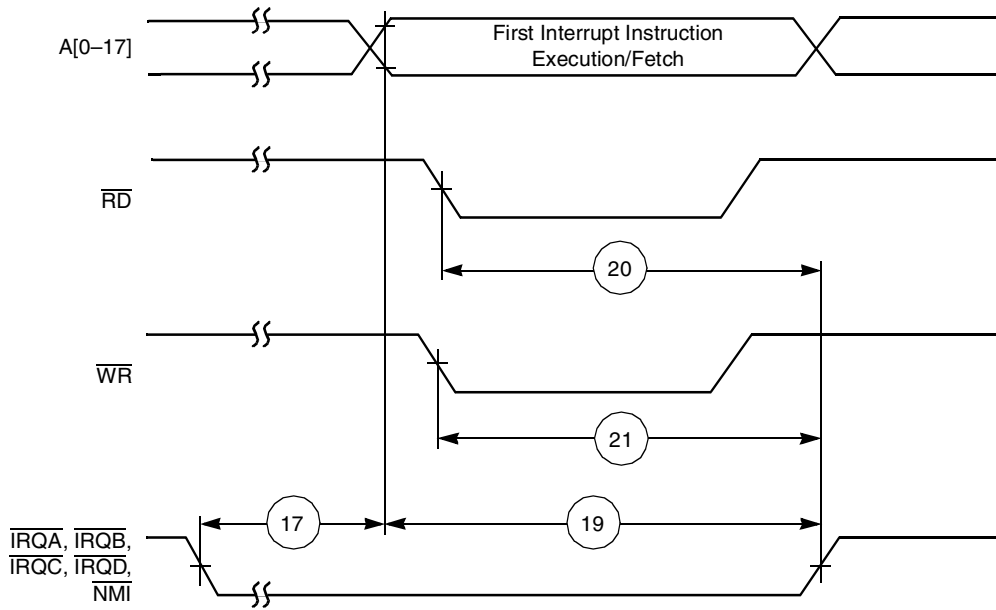 A[0–17]
First Interrupt Instruction
Execution/Fetch
RD
20
WR
21
17
19
IRQA, IRQB,
IRQC, IRQD,
NMI